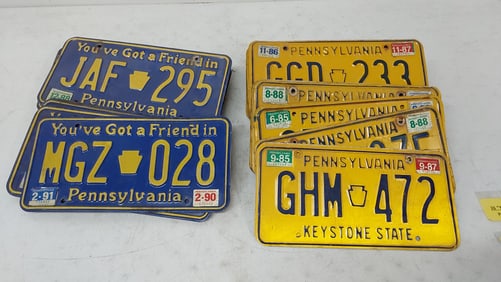 You've Got a Friend in
JAF 295
Pennsylvania
You've Got a Friend in
MGZ 028
2-91 Pennsylvania 2-90
11-86 PENNSYLVANIA 11-87
GGD 233
8-88 PENNSYLVANIA
6-85 PENNSYLVANIA
8-88
PENNSYLVANIA
9-85 PENNSYLVANIA 9-87
GHM 472
KEYSTONE STATE